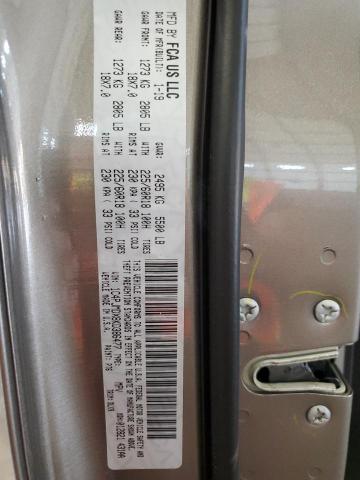 MFD BY FCA US LLC
DATE OF MFR(BUILT): 1-19 GVWR: 2495 KG 5500 LB
GAWR FRONT: 1273 KG 2805 LB WITH 225/60R18 100H TIRES
18X7.0 RIMS AT 230 KPA ( 33 PSI)
GAWR REAR: 1273 KG 2805 LB WITH 225/60R18 100H TIRES
18X7.0 RIMS AT 230 KPA ( 33
THIS VEHICLE CONFORMS TO ALL APPLICABLE U.S.A. FEDERAL MOTOR VEHICLE SAFETY AND
THEFT PREVENTION STANDARDS IN EFFECT ON THE DATE OF
MANUFACTURE SHOWN ABOVE.
TYPE: MPV
MADE IN U.S.A.